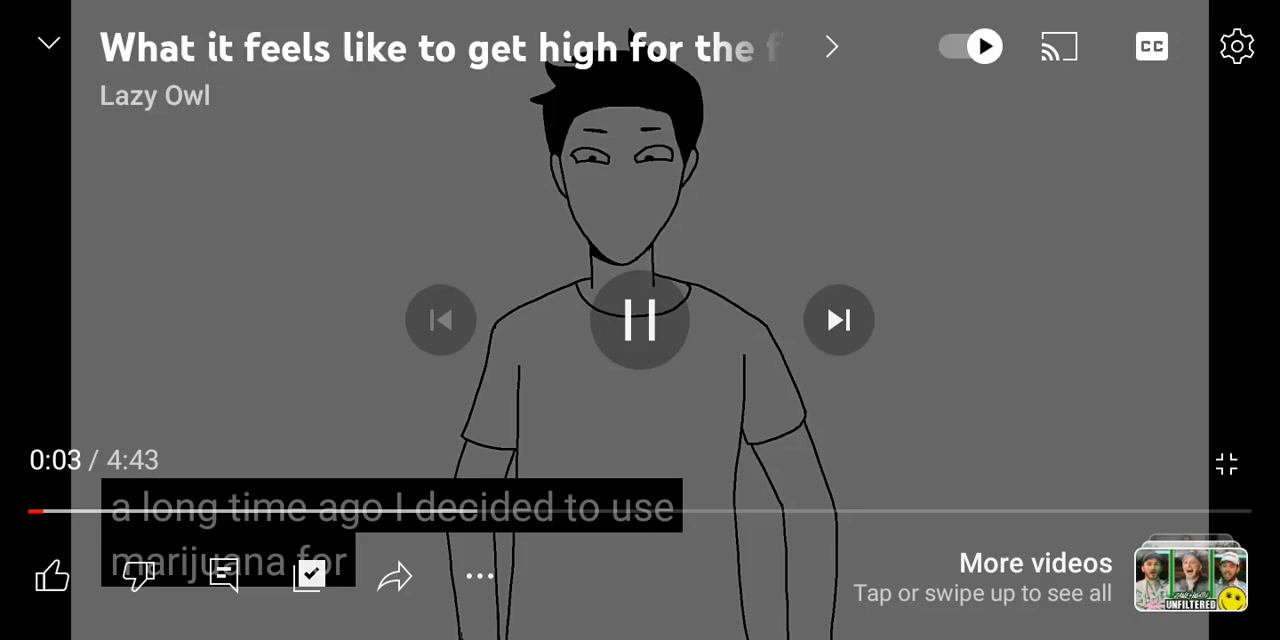 What it feels like to get high for the f
CC
Lazy Owl
0:03 / 4:43
a long time ago I decided to use
marijuana for
More videos
Tap or swipe up to see all
UNFILTERED